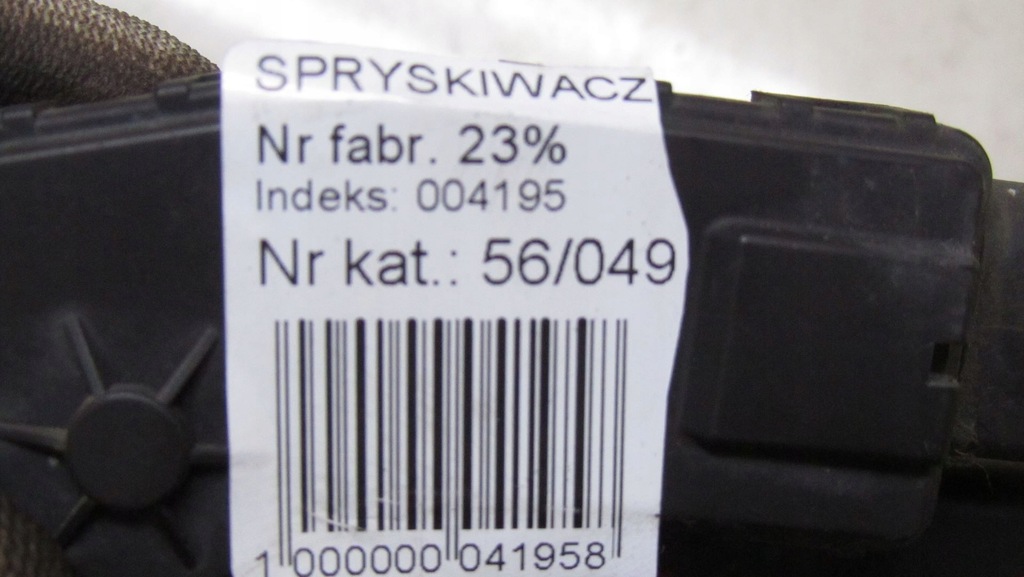 SPRYSKIWACZ
Nr fabr. 23%
Indeks: 004195
Nr kat.: 56/049
1 000000 041958